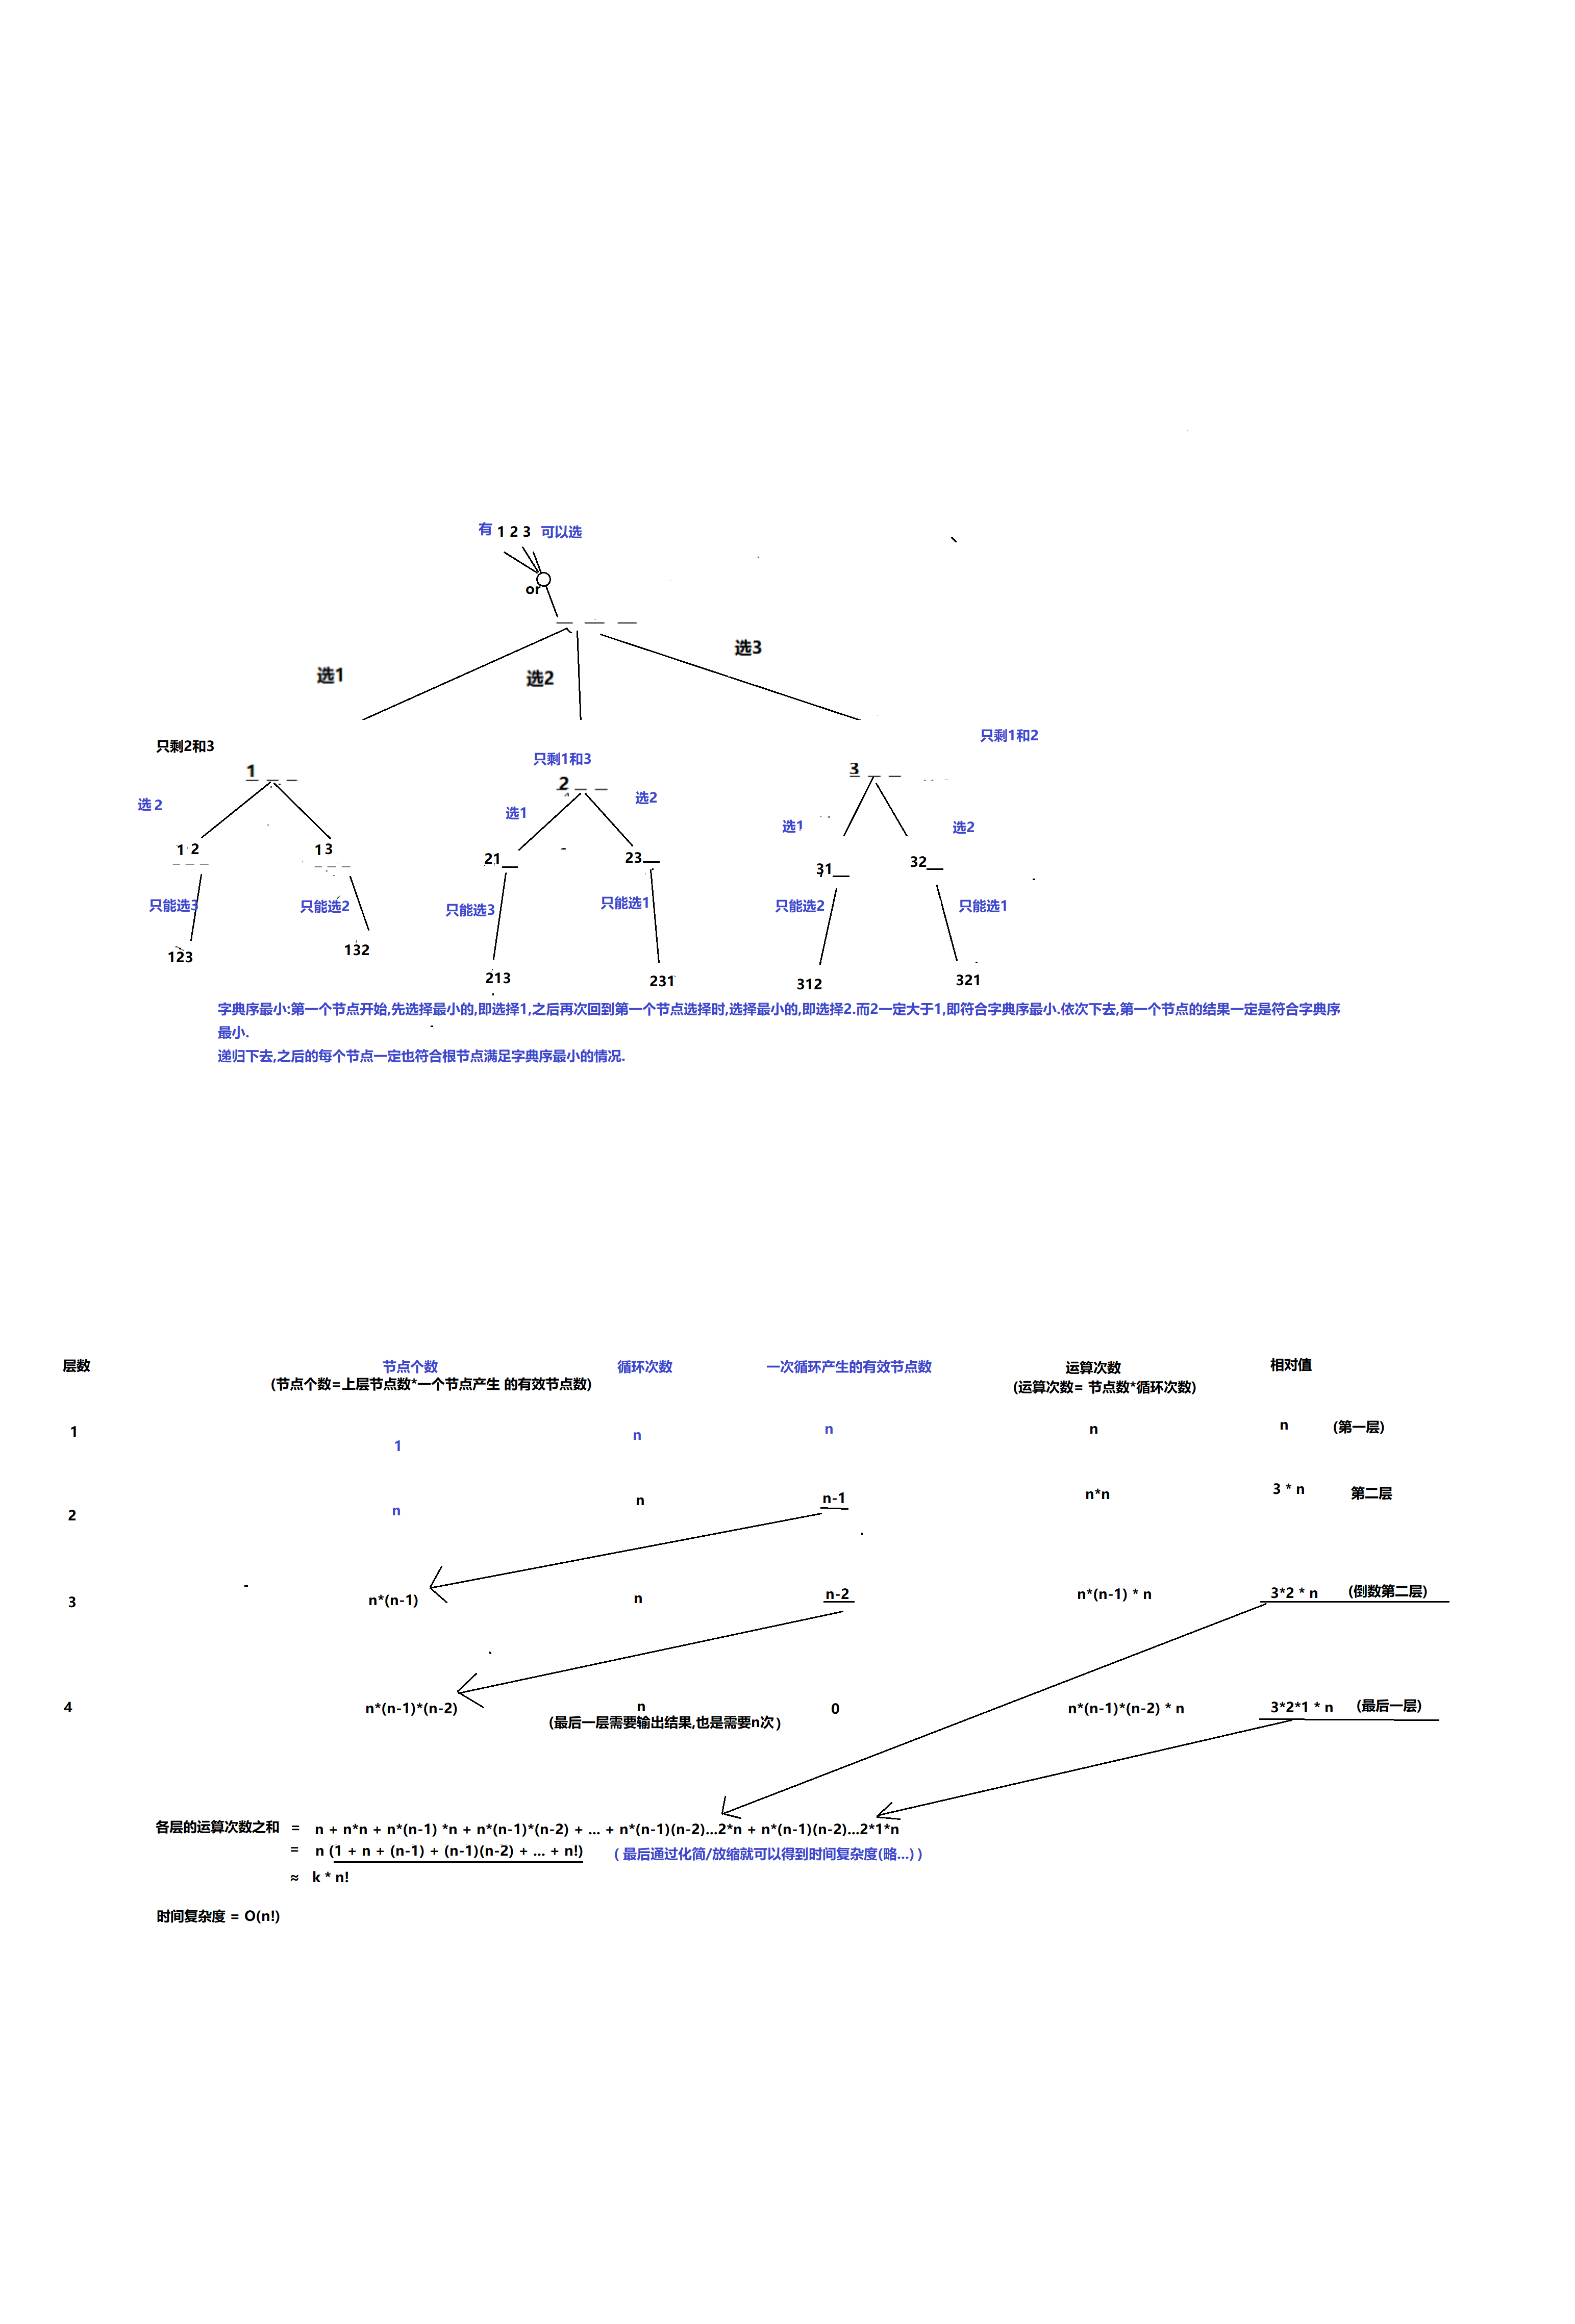 有 1 2 3 可以选
or
选3
选1
选2
只剩1和2
只剩2和3
只剩1和3
1
3
2
选 2
选1
选2
选1
选2
1 2
1 3
21
23
31
32
只能选3
只能选2
只能选3
只能选1
只能选2
只能选1
123
132
213
231
312
321
字典序最小:第一个节点开始,先选择最小的,即选择1,之后再次回到第一个节点选择时,选择最小的,即选择2.而2一定大于1,即符合字典序最小.依次下去,第一个节点的结果一定是符合字典序
最小.
递归下去,之后的每个节点一定也符合根节点满足字典序最小的情况.
层数 节点个数 循环次数 一次循环产生的有效节点数 运算次数 相对值
(节点个数=上层节点数*一个节点产生 的有效节点数) (运算次数= 节点数*循环次数)
1 1 n n n n (第一层)
2 n n n-1 n*n 3 * n 第二层
3 n*(n-1) n n-2 n*(n-1) * n 3*2 * n (倒数第二层)
4 n*(n-1)*(n-2) n 0 n*(n-1)*(n-2) * n 3*2*1 * n (最后一层)
(最后一层需要输出结果,也是需要n次)
各层的运算次数之和 = n + n*n + n*(n-1) *n + n*(n-1)*(n-2) + ... + n*(n-1)(n-2)...2*n + n*(n-1)(n-2)...2*1*n
= n (1 + n + (n-1) + (n-1)(n-2) + ... + n!) ( 最后通过化简/放缩就可以得到时间复杂度(略...) )
≈ k * n!
时间复杂度 = O(n!)